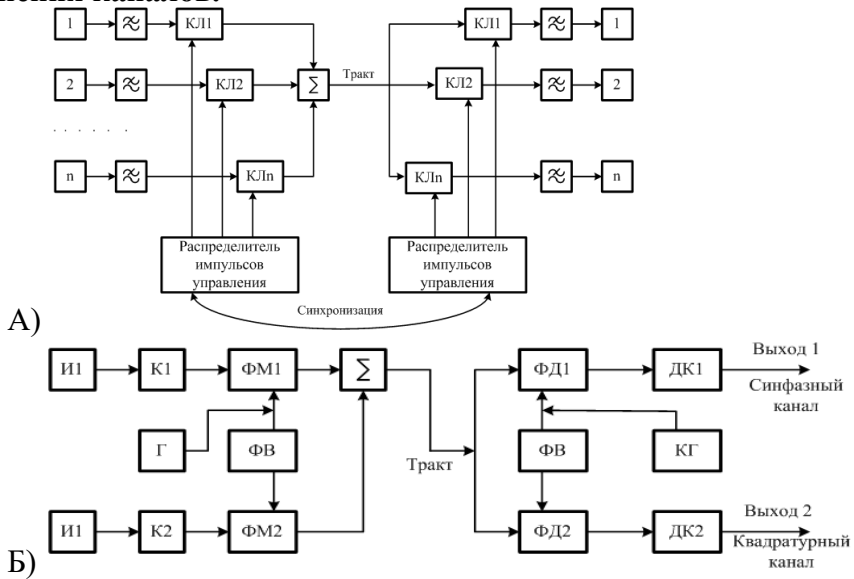 1 КЛ1 КЛ1 1
2 КЛ2 Σ Тракт КЛ2 2
. . . . . .
n КЛn КЛn n
Распределитель импульсов управления
Распределитель импульсов управления
Синхронизация
А)
И1 К1 ФМ1 Σ ФД1 ДК1 Выход 1
Синфазный канал
Г ФВ Тракт ФВ КГ
И1 К2 ФМ2 ФД2 ДК2 Выход 2
Квадратурный канал
Б)